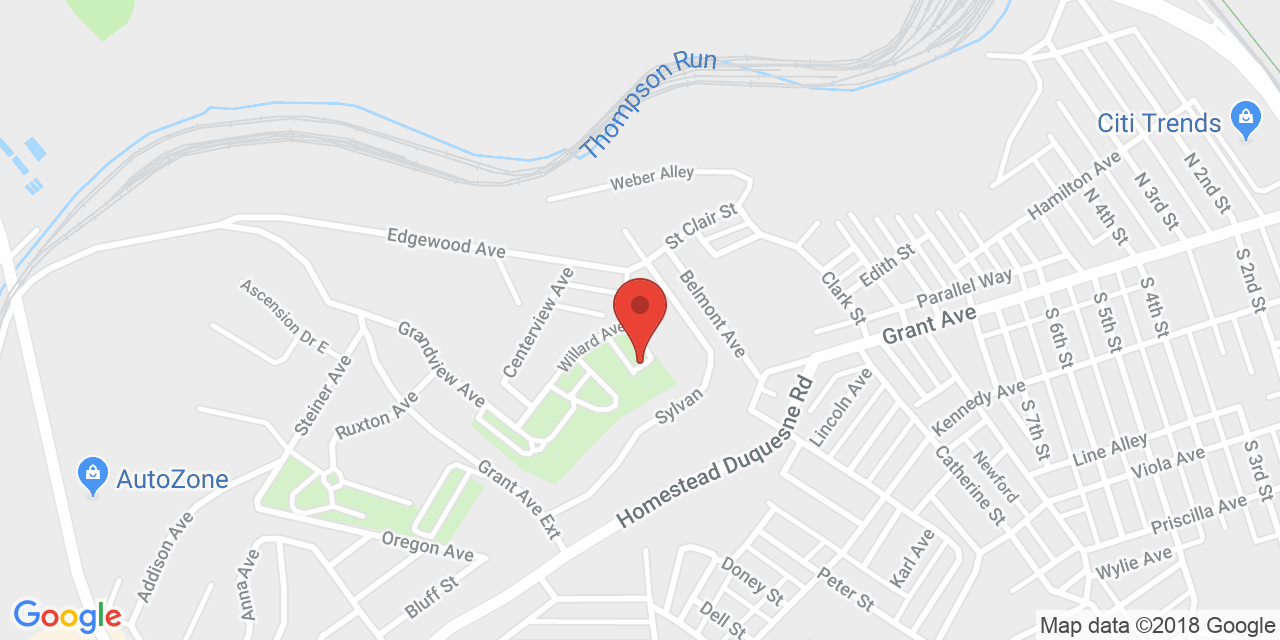 Thompson Run
Citi Trends
Weber Alley
Hamilton Ave
N 2nd St
N 3rd St
N 4th St
St Clair St
Edgewood Ave
Edith St
Clark St
Parallel Way
Grant Ave
S 2nd St
S 4th St
S 5th St
S 6th St
Belmont Ave
Centerview Ave
Ascension Dr E
Willard Ave
Grandview Ave
Steiner Ave
Ruxton Ave
Sylvan
Homestead Duquesne Rd
Lincoln Ave
Kennedy Ave
S 7th St
Line Alley
Viola Ave
S 3rd St
Newford
Catherine St
Priscilla Ave
Wylie Ave
AutoZone
Grant Ave Ext
Oregon Ave
Addison Ave
Anna Ave
Bluff St
Doney St
Dell St
Peter St
Karl Ave
Google
Map data ©2018 Google